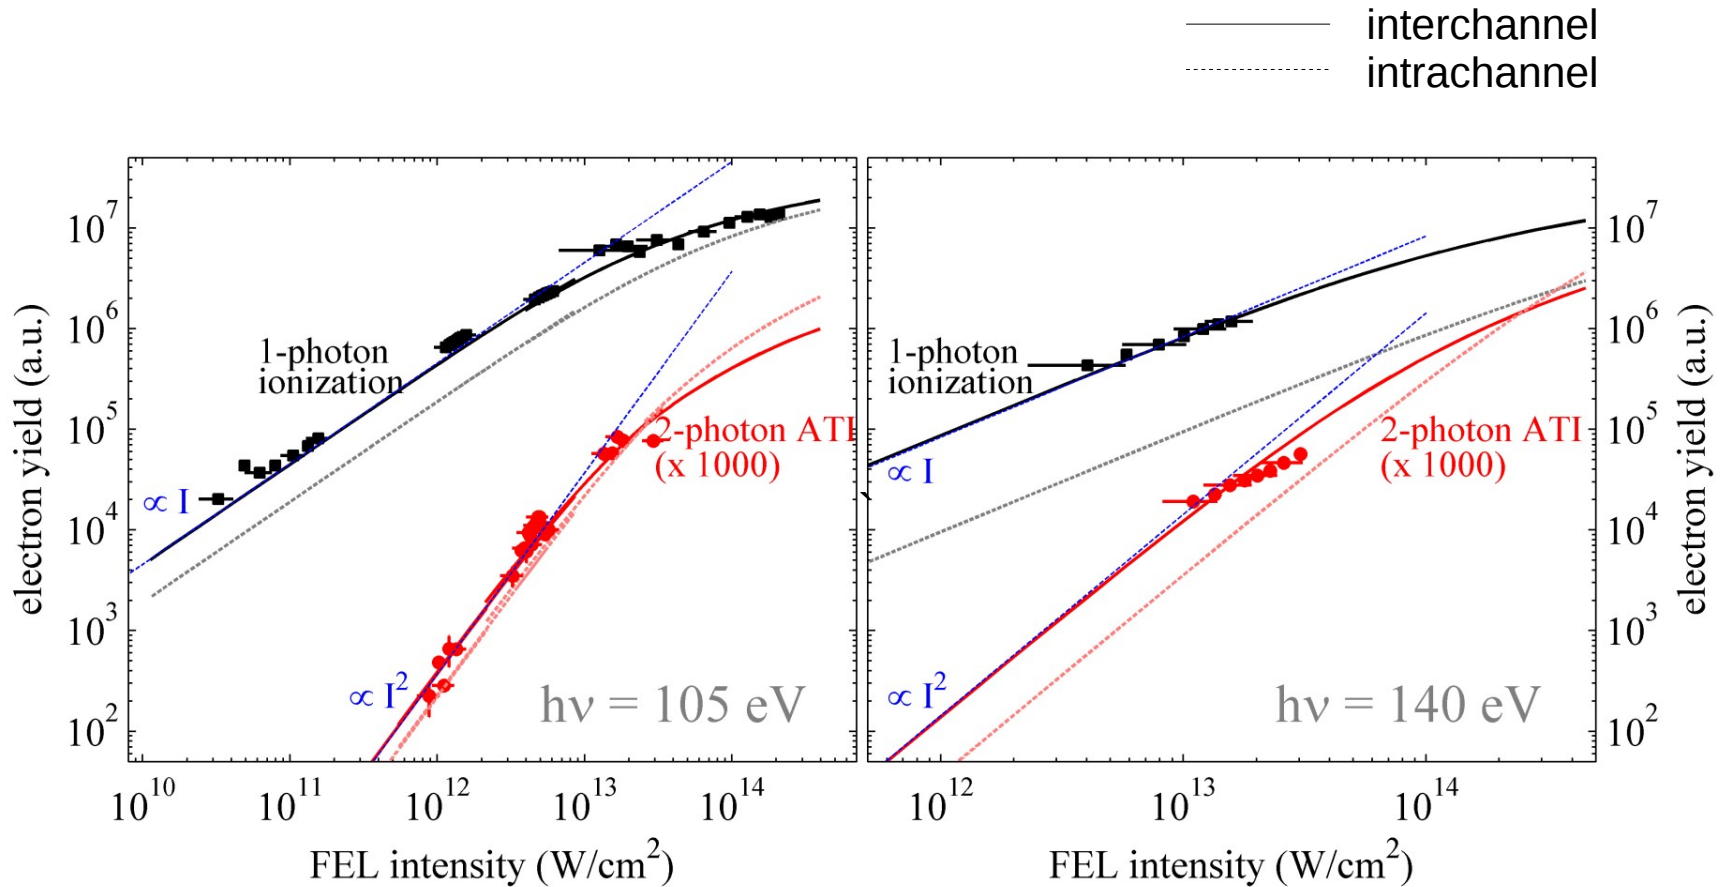 interchannel
intrachannel
10^7
10^6
10^5
10^4
10^3
10^2
electron yield (a.u.)
1-photon
ionization
∝ I
2-photon ATI
(x 1000)
∝ I^2
hν = 105 eV
10^10
10^11
10^12
10^13
10^14
FEL intensity (W/cm^2)
1-photon
ionization
∝ I
2-photon ATI
(x 1000)
∝ I^2
hν = 140 eV
10^12
10^13
10^14
FEL intensity (W/cm^2)
10^7
10^6
10^5
10^4
10^3
10^2
electron yield (a.u.)